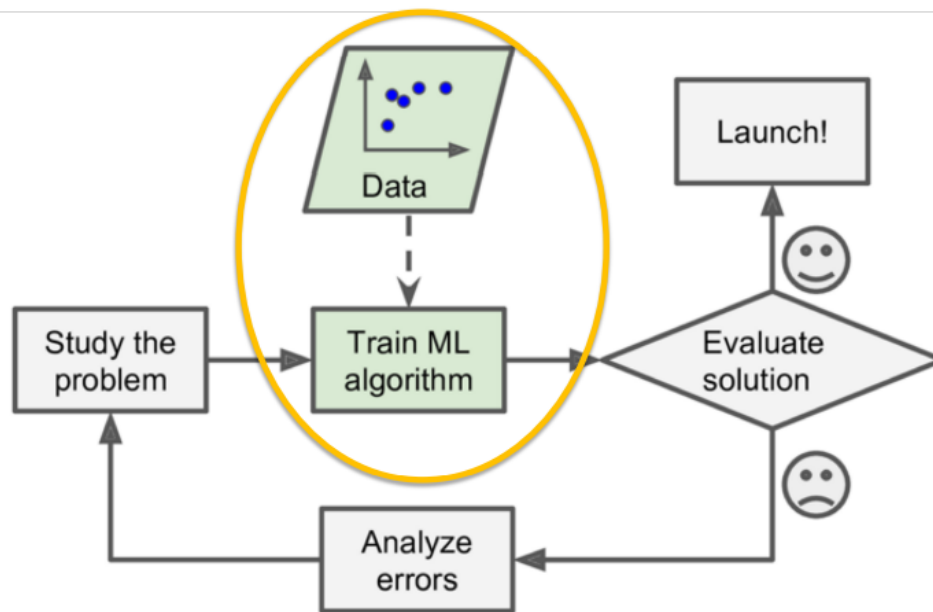 Data
Launch!
Study the
problem
Train ML
algorithm
Evaluate
solution
Analyze
errors